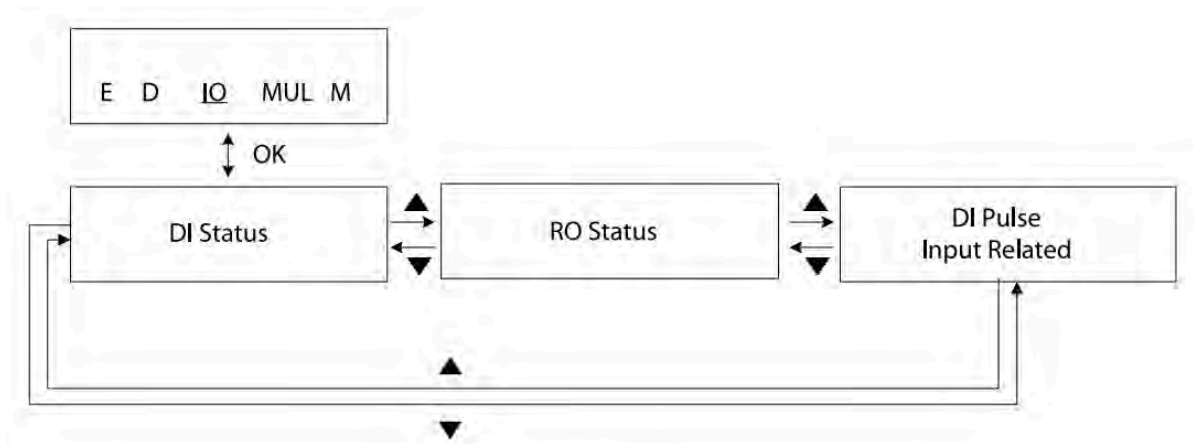 E D IO MUL M
OK
DI Status
RO Status
DI Pulse
Input Related